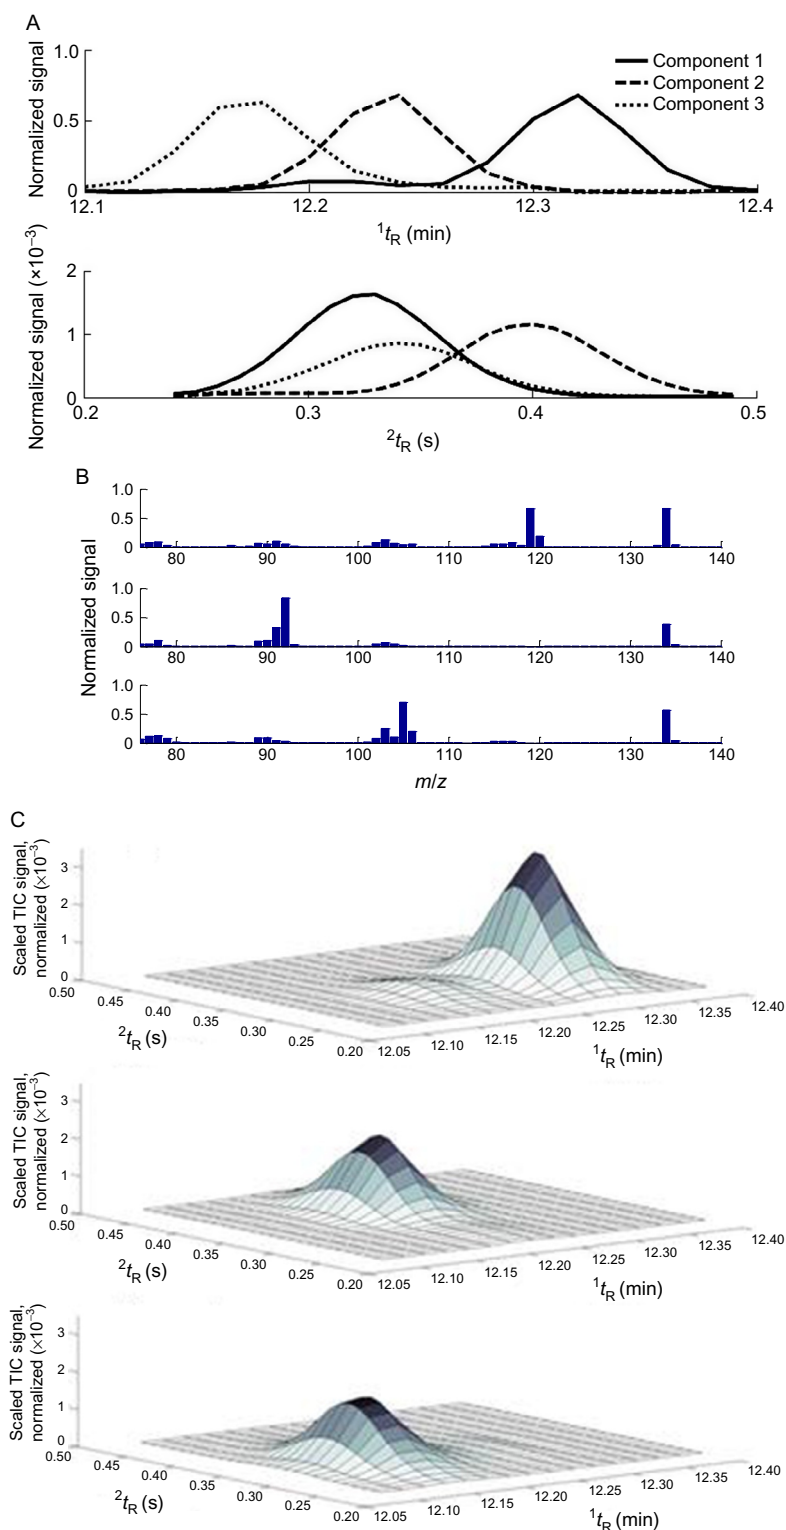 A
Normalized signal
1.0
0.5
0
Component 1
Component 2
Component 3
12.1 12.2 12.3 12.4
¹tR (min)
Normalized signal (×10⁻³)
2
1
0
0.2 0.3 0.4 0.5
²tR (s)
B
Normalized signal
1.0
0.5
0
80 90 100 110 120 130 140
1.0
0.5
0
80 90 100 110 120 130 140
1.0
0.5
0
80 90 100 110 120 130 140
m/z
C
Scaled TIC signal,
normalized (×10⁻³)
3
2
1
0
0.50 0.45 0.40 0.35 0.30 0.25 0.20
²tR (s)
12.05 12.10 12.15 12.20 12.25 12.30 12.35 12.40
¹tR (min)
Scaled TIC signal,
normalized (×10⁻³)
3
2
1
0
0.50 0.45 0.40 0.35 0.30 0.25 0.20
²tR (s)
12.05 12.10 12.15 12.20 12.25 12.30 12.35 12.40
¹tR (min)
Scaled TIC signal,
normalized (×10⁻³)
3
2
1
0
0.50 0.45 0.40 0.35 0.30 0.25 0.20
²tR (s)
12.05 12.10 12.15 12.20 12.25 12.30 12.35 12.40
¹tR (min)